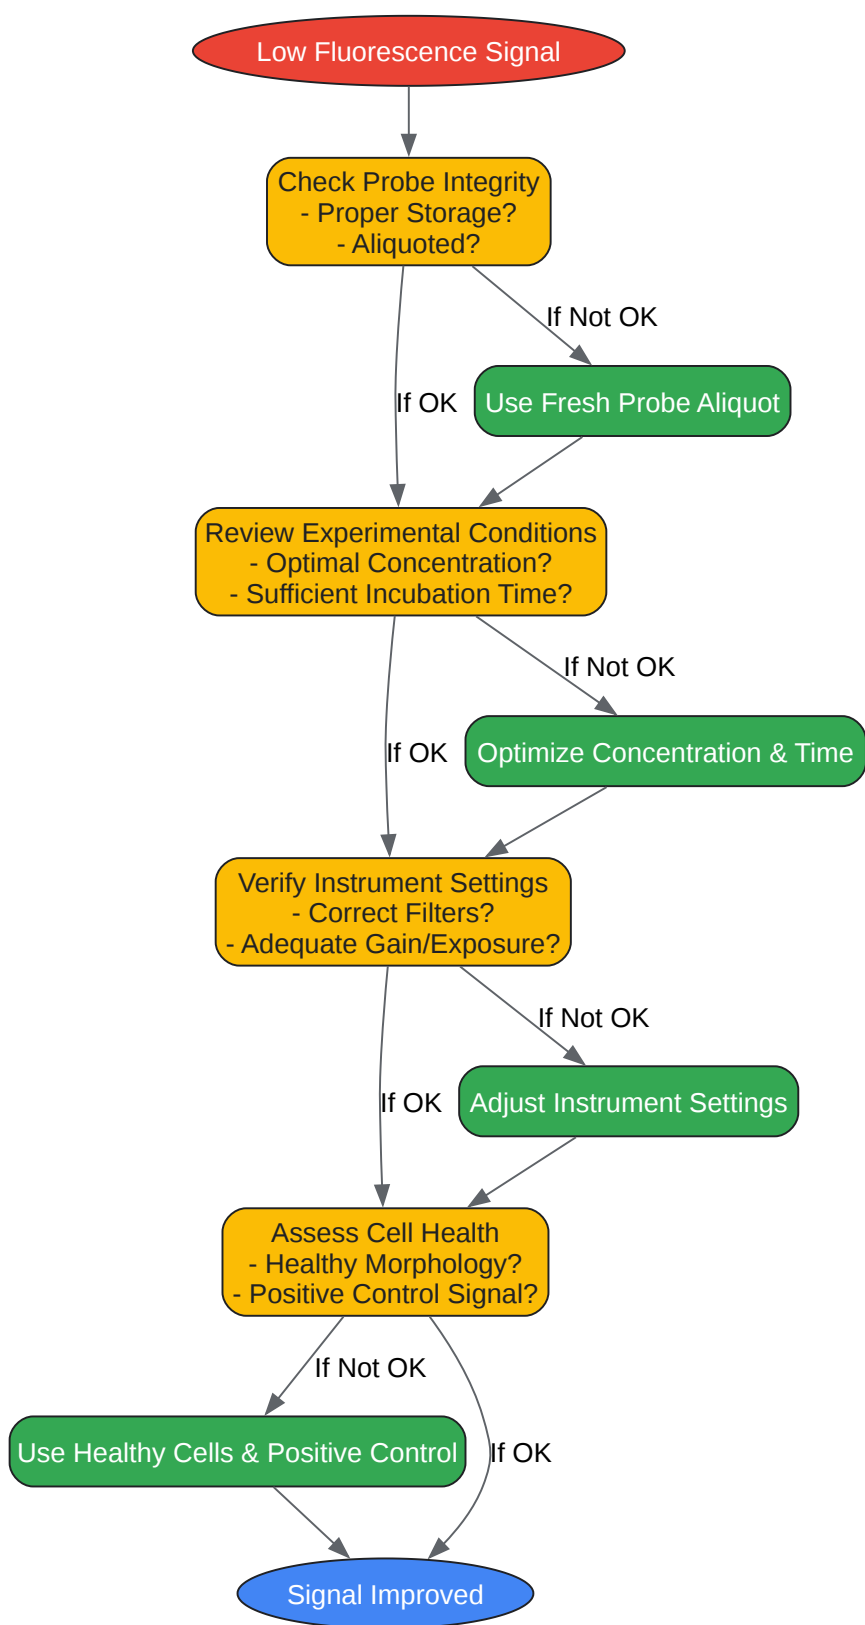 Low Fluorescence Signal
Check Probe Integrity
- Proper Storage?
- Aliquoted?
If Not OK
If OK
Use Fresh Probe Aliquot
Review Experimental Conditions
- Optimal Concentration?
- Sufficient Incubation Time?
If Not OK
If OK
Optimize Concentration & Time
Verify Instrument Settings
- Correct Filters?
- Adequate Gain/Exposure?
If Not OK
If OK
Adjust Instrument Settings
Assess Cell Health
- Healthy Morphology?
- Positive Control Signal?
If Not OK
Use Healthy Cells & Positive Control
If OK
Signal Improved